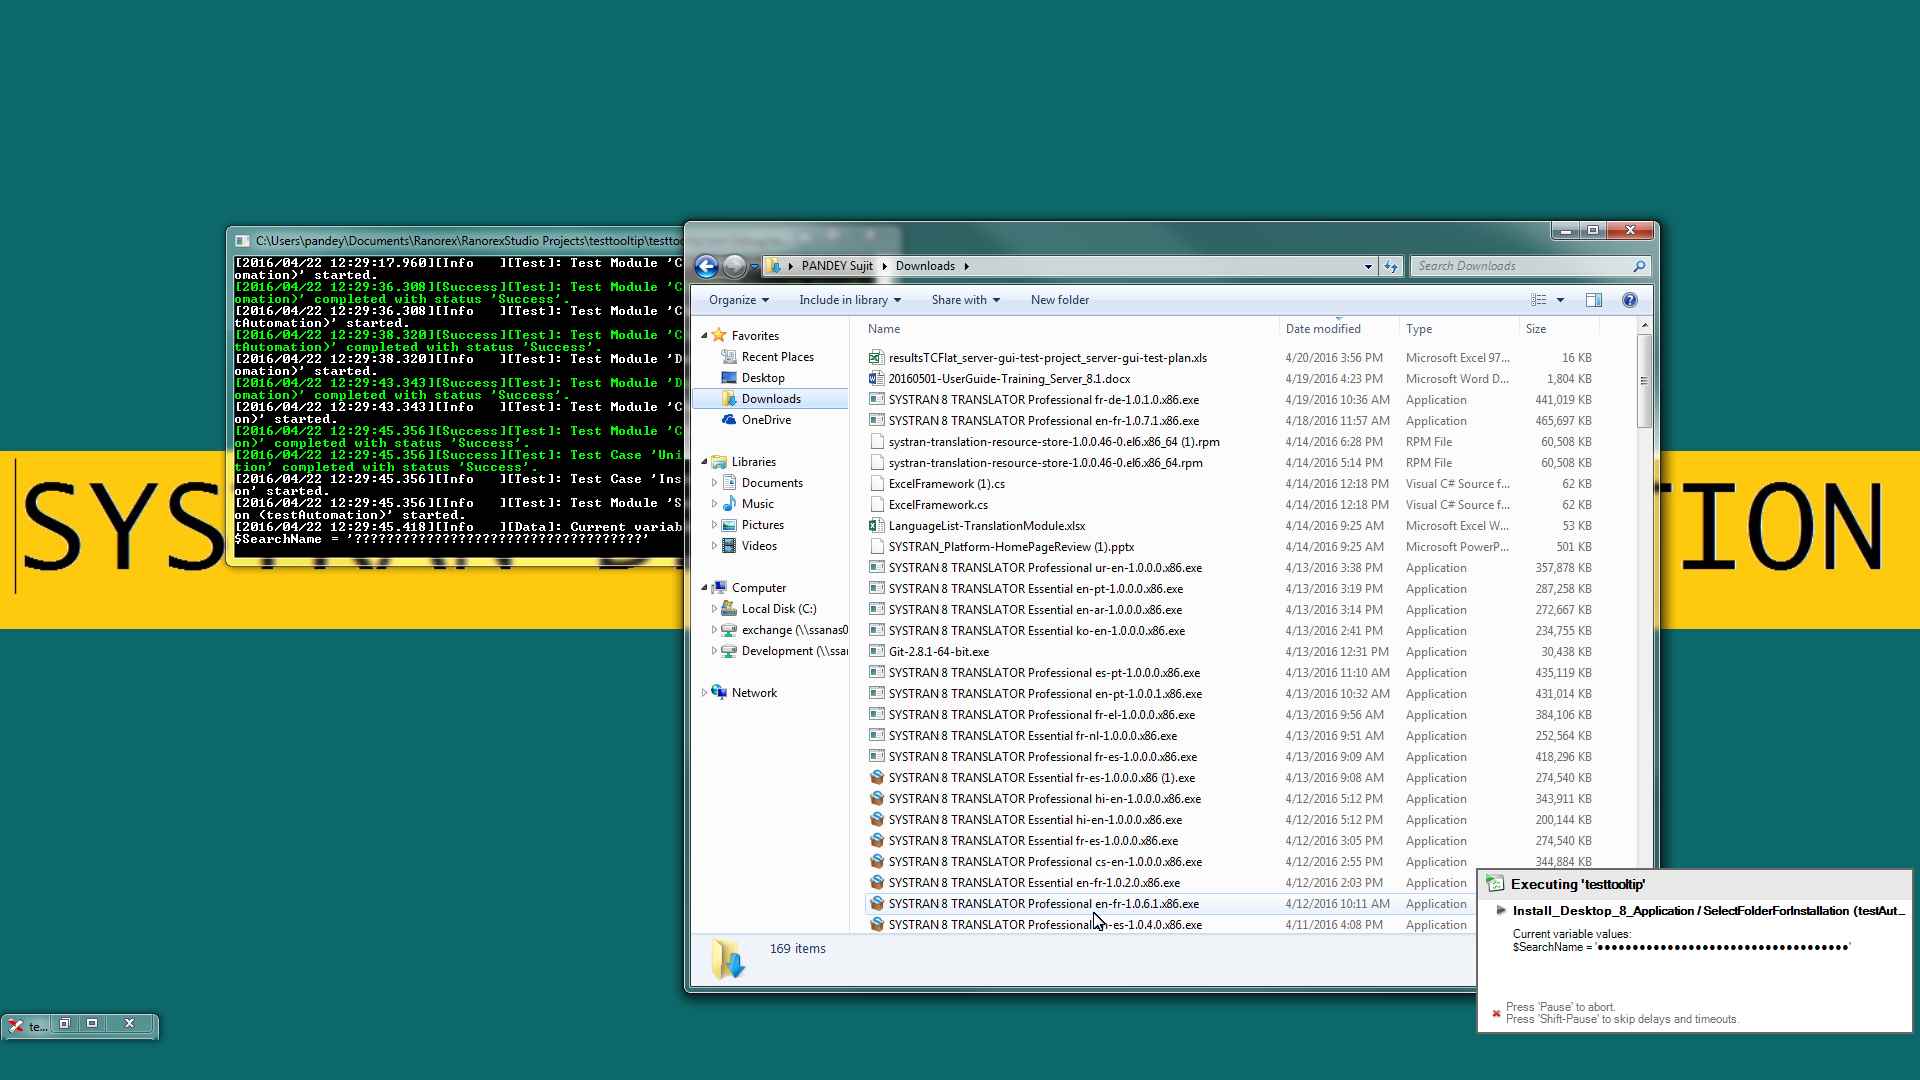 C:\Users\pandey\Documents\Ranorex\RanorexStudio Projects\testtooltip\testtoo
[2016/04/22 12:29:17.960][Info   ][Test]: Test Module 'C
omation)' started.
[2016/04/22 12:29:36.308][Success][Test]: Test Module 'C
omation)' completed with status 'Success'.
[2016/04/22 12:29:36.308][Info   ][Test]: Test Module 'C
tAutomation)' started.
[2016/04/22 12:29:38.320][Success][Test]: Test Module 'C
tAutomation)' completed with status 'Success'.
[2016/04/22 12:29:38.320][Info   ][Test]: Test Module 'D
omation)' started.
[2016/04/22 12:29:43.343][Success][Test]: Test Module 'D
omation)' completed with status 'Success'.
[2016/04/22 12:29:43.343][Info   ][Test]: Test Module 'C
on)' started.
[2016/04/22 12:29:45.356][Success][Test]: Test Module 'C
on)' completed with status 'Success'.
[2016/04/22 12:29:45.356][Success][Test]: Test Case 'Uni
tion' completed with status 'Success'.
[2016/04/22 12:29:45.356][Info   ][Test]: Test Case 'Ins
on' started.
[2016/04/22 12:29:45.356][Info   ][Test]: Test Module 'S
on (testAutomation)' started.
[2016/04/22 12:29:45.418][Info   ][Data]: Current variab
$SearchName = '????????????????????????????????????'
SYS
ION
te...
PANDEY Sujit Downloads
Search Downloads
Organize Include in library Share with New folder
Favorites
Recent Places
Desktop
Downloads
OneDrive
Libraries
Documents
Music
Pictures
Videos
Computer
Local Disk (C:)
exchange (\\ssanas0
Development (\\ssa
Network
Name Date modified Type Size
resultsTCFlat_server-gui-test-project_server-gui-test-plan.xls 4/20/2016 3:56 PM Microsoft Excel 97... 16 KB
20160501-UserGuide-Training_Server_8.1.docx 4/19/2016 4:23 PM Microsoft Word D... 1,804 KB
SYSTRAN 8 TRANSLATOR Professional fr-de-1.0.1.0.x86.exe 4/19/2016 10:36 AM Application 441,019 KB
SYSTRAN 8 TRANSLATOR Professional en-fr-1.0.7.1.x86.exe 4/18/2016 11:57 AM Application 465,697 KB
systran-translation-resource-store-1.0.0.46-0.el6.x86_64 (1).rpm 4/14/2016 6:28 PM RPM File 60,508 KB
systran-translation-resource-store-1.0.0.46-0.el6.x86_64.rpm 4/14/2016 5:14 PM RPM File 60,508 KB
ExcelFramework (1).cs 4/14/2016 12:18 PM Visual C# Source f... 62 KB
ExcelFramework.cs 4/14/2016 12:18 PM Visual C# Source f... 62 KB
LanguageList-TranslationModule.xlsx 4/14/2016 9:25 AM Microsoft Excel W... 53 KB
SYSTRAN_Platform-HomePageReview (1).pptx 4/14/2016 9:25 AM Microsoft PowerP... 501 KB
SYSTRAN 8 TRANSLATOR Professional ur-en-1.0.0.0.x86.exe 4/13/2016 3:38 PM Application 357,878 KB
SYSTRAN 8 TRANSLATOR Essential en-pt-1.0.0.0.x86.exe 4/13/2016 3:19 PM Application 287,258 KB
SYSTRAN 8 TRANSLATOR Essential en-ar-1.0.0.0.x86.exe 4/13/2016 3:14 PM Application 272,667 KB
SYSTRAN 8 TRANSLATOR Essential ko-en-1.0.0.0.x86.exe 4/13/2016 2:41 PM Application 234,755 KB
Git-2.8.1-64-bit.exe 4/13/2016 12:31 PM Application 30,438 KB
SYSTRAN 8 TRANSLATOR Professional es-pt-1.0.0.0.x86.exe 4/13/2016 11:10 AM Application 435,119 KB
SYSTRAN 8 TRANSLATOR Professional en-pt-1.0.0.1.x86.exe 4/13/2016 10:32 AM Application 431,014 KB
SYSTRAN 8 TRANSLATOR Professional fr-el-1.0.0.0.x86.exe 4/13/2016 9:56 AM Application 384,106 KB
SYSTRAN 8 TRANSLATOR Essential fr-nl-1.0.0.0.x86.exe 4/13/2016 9:51 AM Application 252,564 KB
SYSTRAN 8 TRANSLATOR Professional fr-es-1.0.0.0.x86.exe 4/13/2016 9:09 AM Application 418,296 KB
SYSTRAN 8 TRANSLATOR Essential fr-es-1.0.0.0.x86 (1).exe 4/13/2016 9:08 AM Application 274,540 KB
SYSTRAN 8 TRANSLATOR Professional hi-en-1.0.0.0.x86.exe 4/12/2016 5:12 PM Application 343,911 KB
SYSTRAN 8 TRANSLATOR Essential hi-en-1.0.0.0.x86.exe 4/12/2016 5:12 PM Application 200,144 KB
SYSTRAN 8 TRANSLATOR Essential fr-es-1.0.0.0.x86.exe 4/12/2016 3:05 PM Application 274,540 KB
SYSTRAN 8 TRANSLATOR Professional cs-en-1.0.0.0.x86.exe 4/12/2016 2:55 PM Application 344,884 KB
SYSTRAN 8 TRANSLATOR Essential en-fr-1.0.2.0.x86.exe 4/12/2016 2:03 PM Application
SYSTRAN 8 TRANSLATOR Professional en-fr-1.0.6.1.x86.exe 4/12/2016 10:11 AM Application
SYSTRAN 8 TRANSLATOR Professional n-es-1.0.4.0.x86.exe 4/11/2016 4:08 PM Application
169 items
Executing 'testtooltip'
Install_Desktop_8_Application / SelectFolderForInstallation (testAut...
Current variable values:
$SearchName = '••••••••••••••••••••••••••••••••••••'
Press 'Pause' to abort.
Press 'Shift-Pause' to skip delays and timeouts.